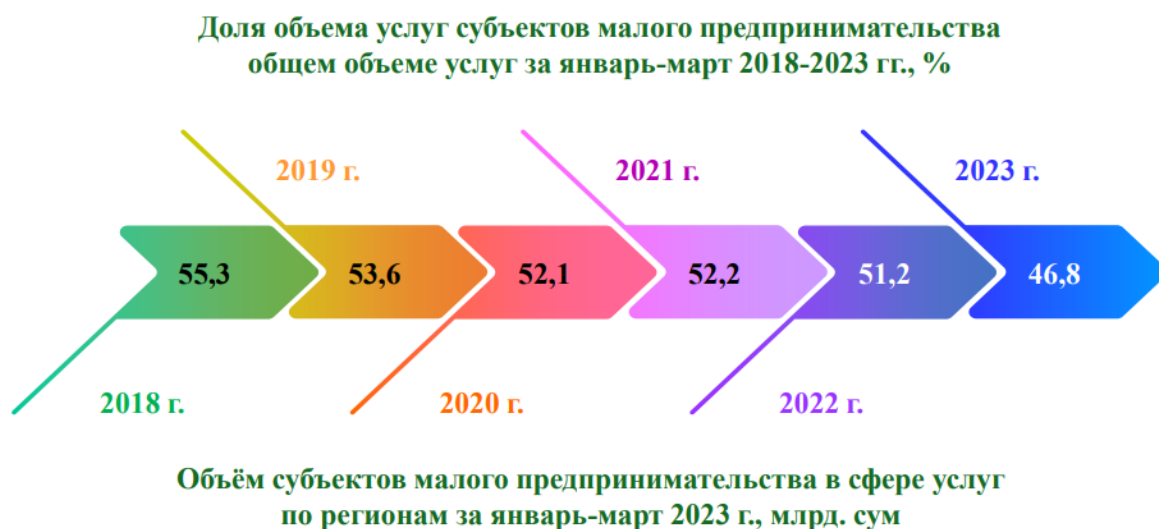 Доля объема услуг субъектов малого предпринимательства
общем объеме услуг за январь-март 2018-2023 гг., %
2019 г.
2021 г.
2023 г.
55,3
53,6
52,1
52,2
51,2
46,8
2018 г.
2020 г.
2022 г.
Объём субъектов малого предпринимательства в сфере услуг
по регионам за январь-март 2023 г., млрд. сум